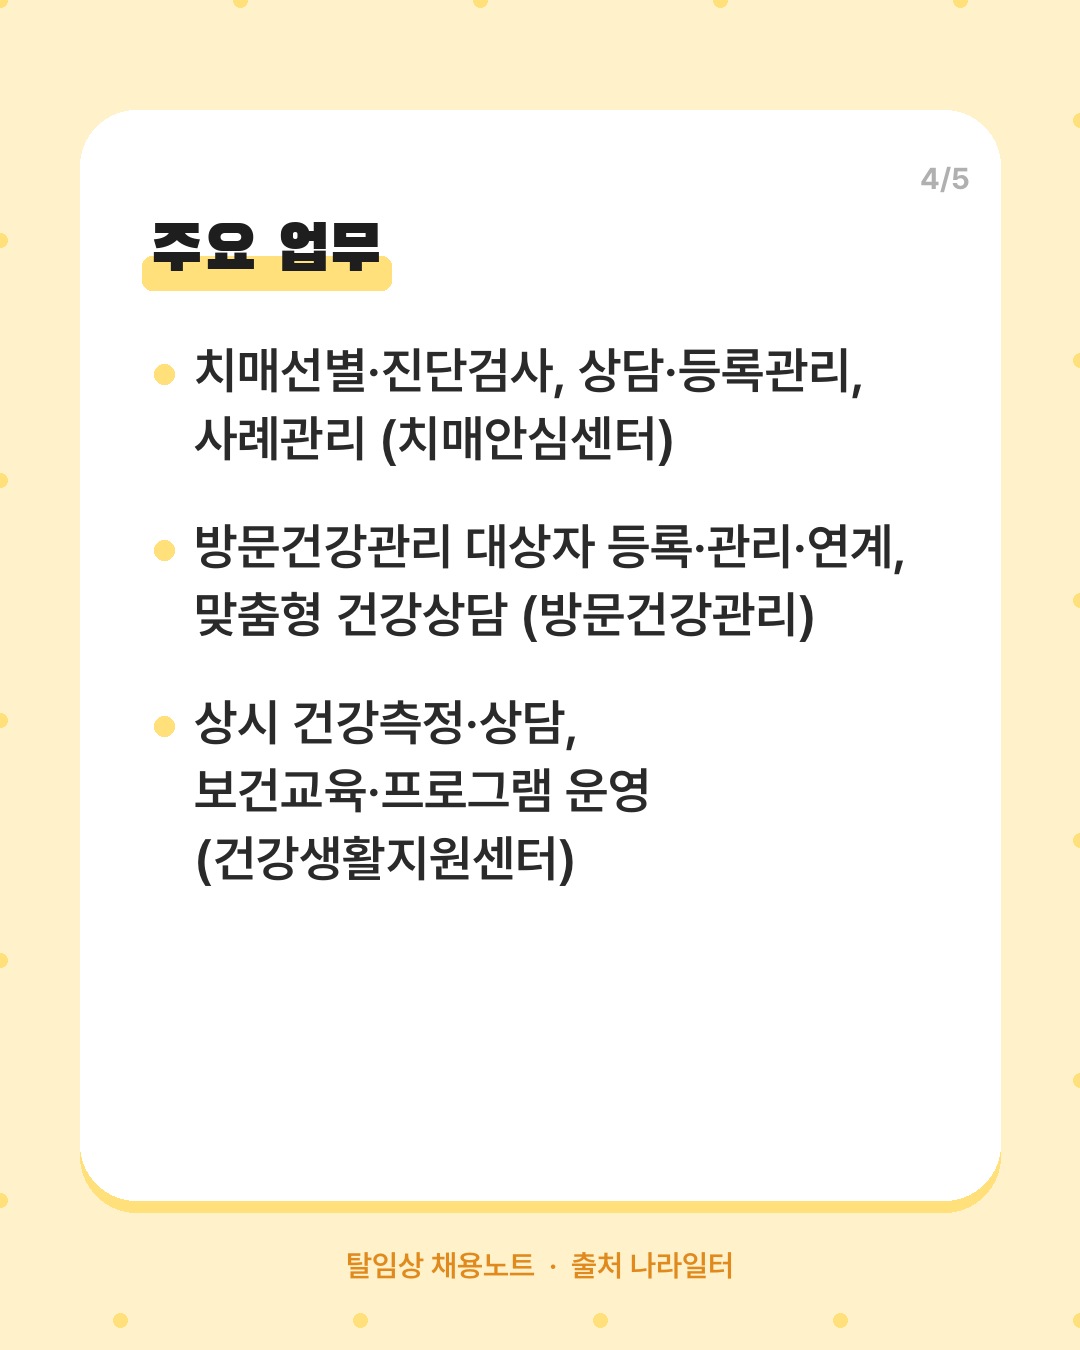 4/5
주요 업무
치매선별·진단검사, 상담·등록관리,
사례관리 (치매안심센터)
방문건강관리 대상자 등록·관리·연계,
맞춤형 건강상담 (방문건강관리)
상시 건강측정·상담,
보건교육·프로그램 운영
(건강생활지원센터)
탈임상 채용노트 · 출처 나라일터